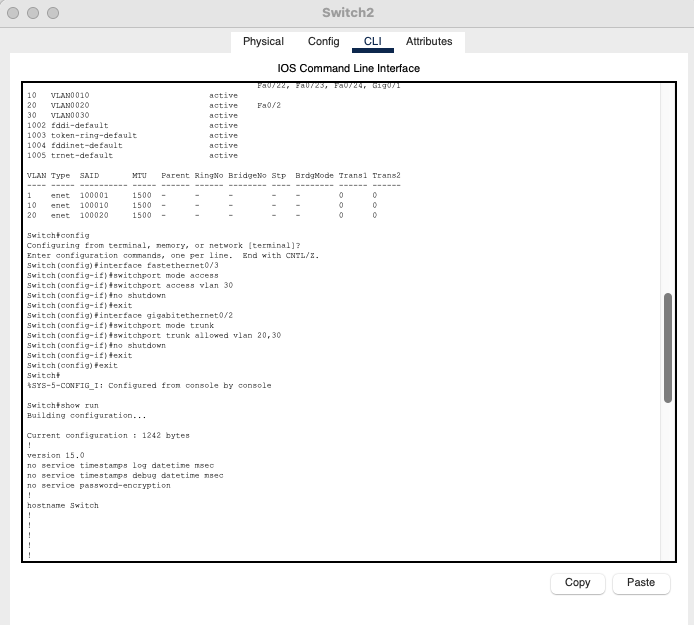 Switch2
Physical Config CLI Attributes
IOS Command Line Interface
Fa0/22, Fa0/23, Fa0/24, Gig0/1
10 VLAN0010 active
20 VLAN0020 active Fa0/2
30 VLAN0030 active
1002 fddi-default active
1003 token-ring-default active
1004 fddinet-default active
1005 trnet-default active
VLAN Type SAID MTU Parent RingNo BridgeNo Stp BrdgMode Trans1 Trans2
---- ----- ---------- ----- ------ ------ -------- ---- -------- ------ ------
1 enet 100001 1500 - - - - - 0 0
10 enet 100010 1500 - - - - - 0 0
20 enet 100020 1500 - - - - - 0 0
Switch#config
Configuring from terminal, memory, or network [terminal]?
Enter configuration commands, one per line. End with CNTL/Z.
Switch(config)#interface fastethernet0/3
Switch(config-if)#switchport mode access
Switch(config-if)#switchport access vlan 30
Switch(config-if)#no shutdown
Switch(config-if)#exit
Switch(config)#interface gigabitethernet0/2
Switch(config-if)#switchport mode trunk
Switch(config-if)#switchport trunk allowed vlan 20,30
Switch(config-if)#no shutdown
Switch(config-if)#exit
Switch(config)#exit
Switch#
%SYS-5-CONFIG_I: Configured from console by console
Switch#show run
Building configuration...
Current configuration : 1242 bytes
!
version 15.0
no service timestamps log datetime msec
no service timestamps debug datetime msec
no service password-encryption
!
hostname Switch
!
!
!
!
!
Copy Paste